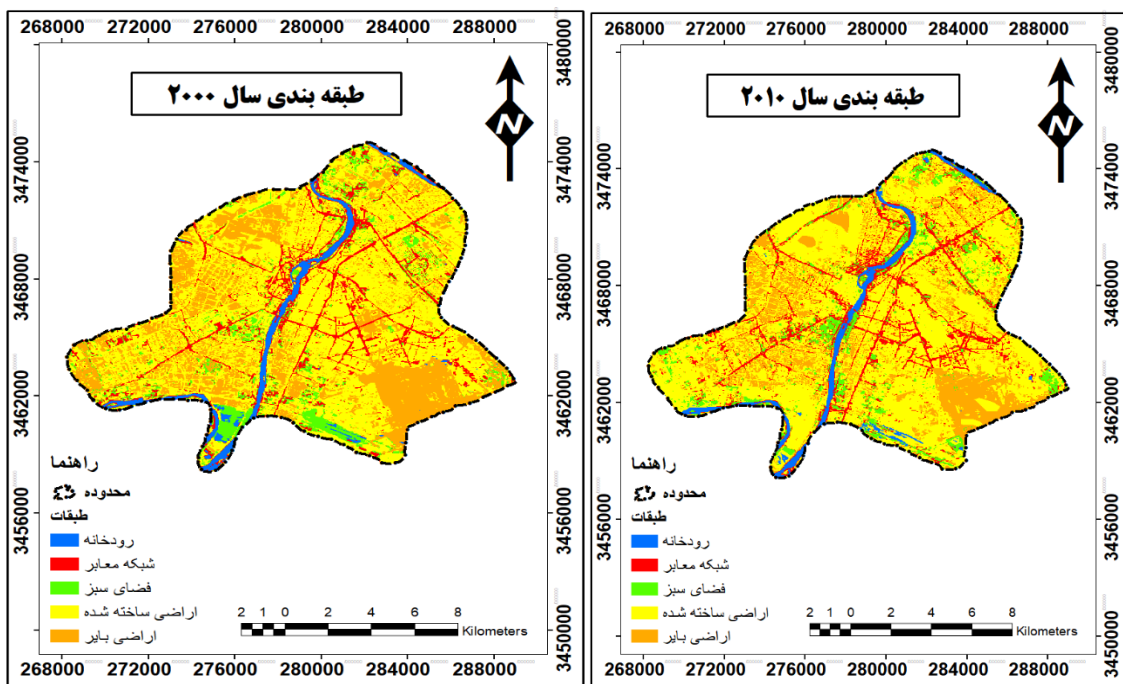 268000 272000 276000 280000 284000 288000
طبقه بندی سال ۲۰۰۰
N
3480000
3474000
3468000
3462000
3456000
3450000
راهنما
محدوده
طبقات
رودخانه
شبکه معابر
فضای سبز
اراضی ساخته شده
اراضی بایر
2 1 0 2 4 6 8
Kilometers
268000 272000 276000 280000 284000 288000
268000 272000 276000 280000 284000 288000
3480000
3474000
3468000
3462000
3456000
3450000
طبقه بندی سال ۲۰۱۰
N
3480000
3474000
3468000
3462000
3456000
3450000
راهنما
محدوده
طبقات
رودخانه
شبکه معابر
فضای سبز
اراضی ساخته شده
اراضی بایر
2 1 0 2 4 6 8
Kilometers
268000 272000 276000 280000 284000 288000